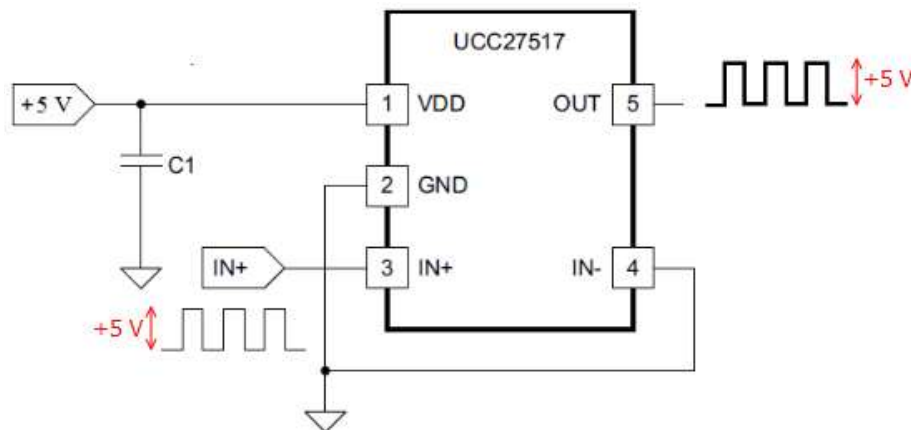 UCC27517
+5 V
1 VDD
OUT 5
+5 V
C1
2 GND
IN+
3 IN+
IN- 4
+5 V